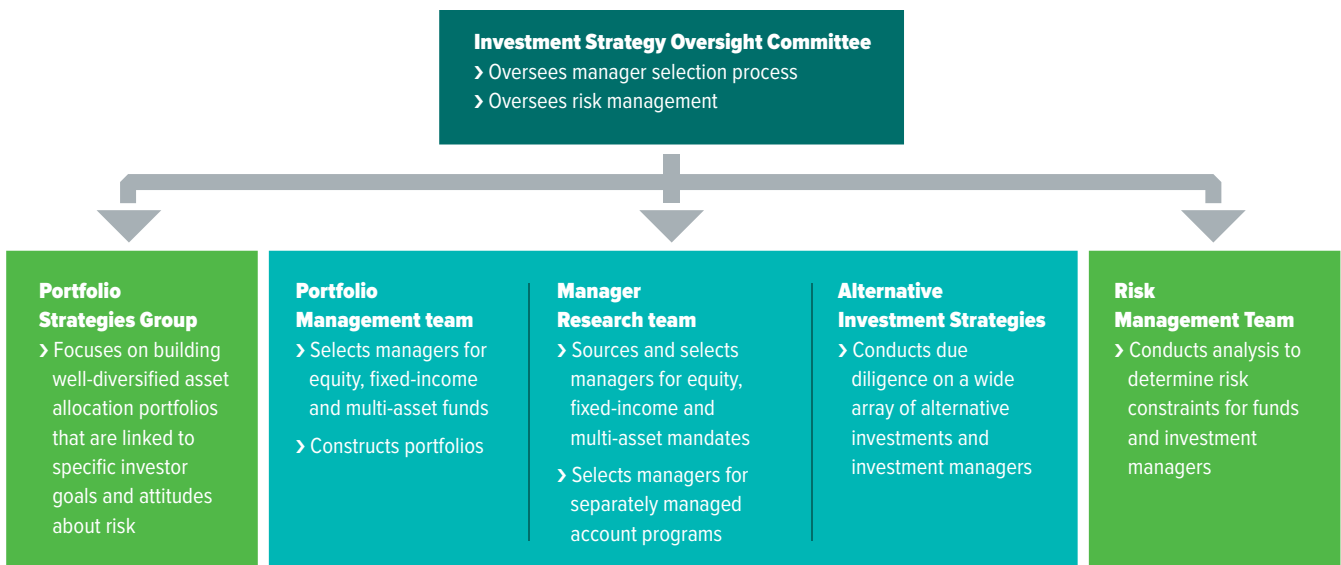 Investment Strategy Oversight Committee
› Oversees manager selection process
› Oversees risk management
Portfolio
Strategies Group
› Focuses on building
well-diversified asset
allocation portfolios
that are linked to
specific investor
goals and attitudes
about risk
Portfolio
Management team
› Selects managers for
equity, fixed-income
and multi-asset funds
› Constructs portfolios
Manager
Research team
› Sources and selects
managers for equity,
fixed-income and
multi-asset mandates
› Selects managers for
separately managed
account programs
Alternative
Investment Strategies
› Conducts due
diligence on a wide
array of alternative
investments and
investment managers
Risk
Management Team
› Conducts analysis to
determine risk
constraints for funds
and investment
managers